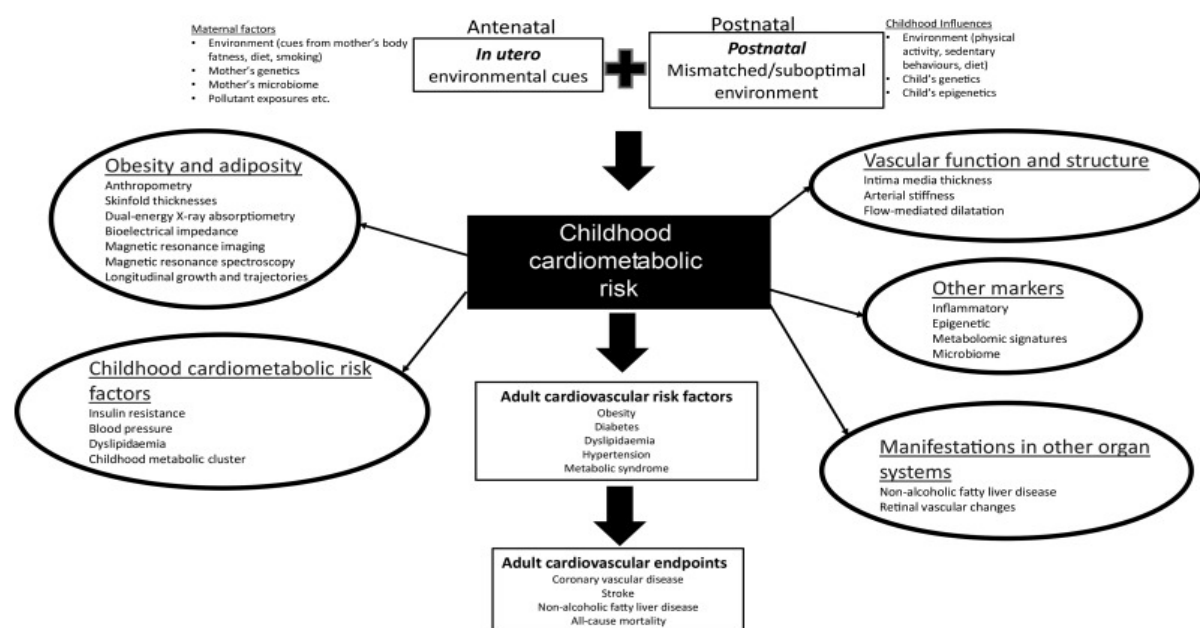 Maternal factors
• Environment (cues from mother's body
fatness, diet, smoking)
• Mother's genetics
• Mother's microbiome
• Pollutant exposures etc.
Antenatal
In utero
environmental cues
Postnatal
Postnatal
Mismatched/suboptimal
environment
Childhood Influences
• Environment (physical
activity, sedentary
behaviours, diet)
• Child's genetics
• Child's epigenetics
Obesity and adiposity
Anthropometry
Skinfold thicknesses
Dual-energy X-ray absorptiometry
Bioelectrical impedance
Magnetic resonance imaging
Magnetic resonance spectroscopy
Longitudinal growth and trajectories
Vascular function and structure
Intima media thickness
Arterial stiffness
Flow-mediated dilatation
Childhood
cardiometabolic
risk
Other markers
Inflammatory
Epigenetic
Metabolomic signatures
Microbiome
Childhood cardiometabolic risk
factors
Insulin resistance
Blood pressure
Dyslipidaemia
Childhood metabolic cluster
Adult cardiovascular risk factors
Obesity
Diabetes
Dyslipidaemia
Hypertension
Metabolic syndrome
Manifestations in other organ
systems
Non-alcoholic fatty liver disease
Retinal vascular changes
Adult cardiovascular endpoints
Coronary vascular disease
Stroke
Non-alcoholic fatty liver disease
All-cause mortality